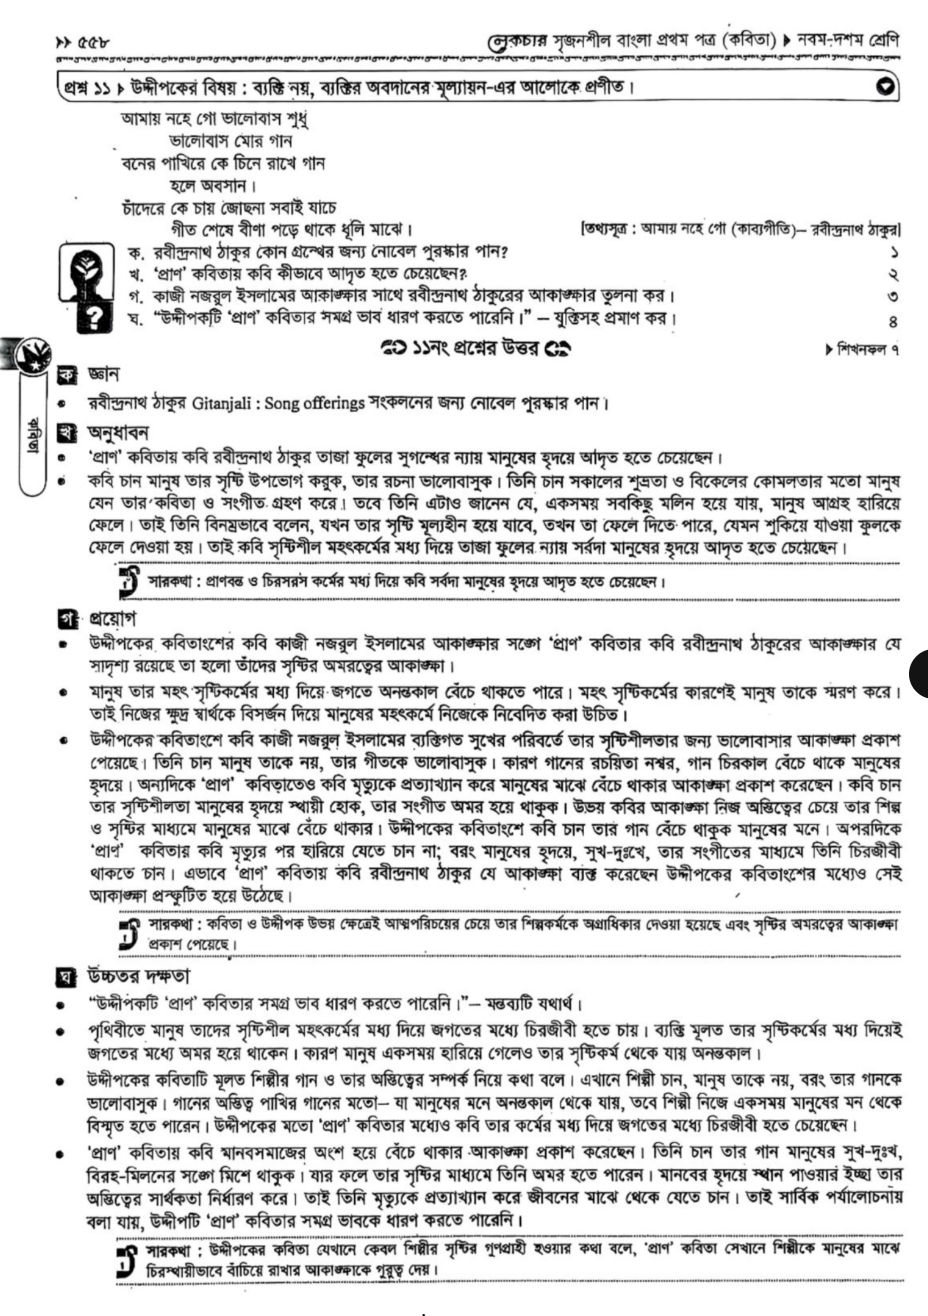 ›› ৫৫৮
লেকচার সৃজনশীল বাংলা প্রথম পত্র (কবিতা) ▶ নবম-দশম শ্রেণি
প্রশ্ন ১১ ▶ উদ্দীপকের বিষয় : ব্যক্তি নয়, ব্যক্তির অবদানের মূল্যায়ন-এর আলোকে প্রণীত।
আমায় নহে গো ভালোবাস শুধু
ভালোবাস মোর গান
বনের পাখিরে কে চিনে রাখে গান
হলে অবসান।
চাঁদেরে কে চায় জোছনা সবাই যাচে
গীত শেষে বীণা পড়ে থাকে ধূলি মাঝে।
[তথ্যসূত্র : আমায় নহে গো (কাব্যগীতি)– রবীন্দ্রনাথ ঠাকুর]
ক. রবীন্দ্রনাথ ঠাকুর কোন গ্রন্থের জন্য নোবেল পুরস্কার পান? ১
খ. ‘প্রাণ’ কবিতায় কবি কীভাবে আদৃত হতে চেয়েছেন? ২
গ. কাজী নজরুল ইসলামের আকাঙ্ক্ষার সাথে রবীন্দ্রনাথ ঠাকুরের আকাঙ্ক্ষার তুলনা কর। ৩
ঘ. “উদ্দীপকটি ‘প্রাণ’ কবিতার সমগ্র ভাব ধারণ করতে পারেনি।” – যুক্তিসহ প্রমাণ কর। ৪
১১নং প্রশ্নের উত্তর
▶ শিখনফল ৭
কবিতা
ক জ্ঞান
• রবীন্দ্রনাথ ঠাকুর Gitanjali : Song offerings সংকলনের জন্য নোবেল পুরস্কার পান।
খ অনুধাবন
• ‘প্রাণ’ কবিতায় কবি রবীন্দ্রনাথ ঠাকুর তাজা ফুলের সুগন্ধের ন্যায় মানুষের হৃদয়ে আদৃত হতে চেয়েছেন।
• কবি চান মানুষ তার সৃষ্টি উপভোগ করুক, তার রচনা ভালোবাসুক। তিনি চান সকালের শুভ্রতা ও বিকেলের কোমলতার মতো মানুষ
যেন তার কবিতা ও সংগীত গ্রহণ করে। তবে তিনি এটাও জানেন যে, একসময় সবকিছু মলিন হয়ে যায়, মানুষ আগ্রহ হারিয়ে
ফেলে। তাই তিনি বিনম্রভাবে বলেন, যখন তার সৃষ্টি মূল্যহীন হয়ে যাবে, তখন তা ফেলে দিতে পারে, যেমন শুকিয়ে যাওয়া ফুলকে
ফেলে দেওয়া হয়। তাই কবি সৃষ্টিশীল মহৎকর্মের মধ্য দিয়ে তাজা ফুলের ন্যায় সর্বদা মানুষের হৃদয়ে আদৃত হতে চেয়েছেন।
সারকথা : প্রাণবন্ত ও চিরসরস কর্মের মধ্য দিয়ে কবি সর্বদা মানুষের হৃদয়ে আদৃত হতে চেয়েছেন।
গ প্রয়োগ
• উদ্দীপকের কবিতাংশের কবি কাজী নজরুল ইসলামের আকাঙ্ক্ষার সঙ্গে ‘প্রাণ’ কবিতার কবি রবীন্দ্রনাথ ঠাকুরের আকাঙ্ক্ষার যে
সাদৃশ্য রয়েছে তা হলো তাঁদের সৃষ্টির অমরত্বের আকাঙ্ক্ষা।
• মানুষ তার মহৎ সৃষ্টিকর্মের মধ্য দিয়ে জগতে অনন্তকাল বেঁচে থাকতে পারে। মহৎ সৃষ্টিকর্মের কারণেই মানুষ তাকে স্মরণ করে।
তাই নিজের ক্ষুদ্র স্বার্থকে বিসর্জন দিয়ে মানুষের মহৎকর্মে নিজেকে নিবেদিত করা উচিত।
• উদ্দীপকের কবিতাংশে কবি কাজী নজরুল ইসলামের ব্যক্তিগত সুখের পরিবর্তে তার সৃষ্টিশীলতার জন্য ভালোবাসার আকাঙ্ক্ষা প্রকাশ
পেয়েছে। তিনি চান মানুষ তাকে নয়, তার গীতকে ভালোবাসুক। কারণ গানের রচয়িতা নশ্বর, গান চিরকাল বেঁচে থাকে মানুষের
হৃদয়ে। অন্যদিকে ‘প্রাণ’ কবিতাতেও কবি মৃত্যুকে প্রত্যাখ্যান করে মানুষের মাঝে বেঁচে থাকার আকাঙ্ক্ষা প্রকাশ করেছেন। কবি চান
তার সৃষ্টিশীলতা মানুষের হৃদয়ে স্থায়ী হোক, তার সংগীত অমর হয়ে থাকুক। উভয় কবির আকাঙ্ক্ষা নিজ অস্তিত্বের চেয়ে তার শিল্প
ও সৃষ্টির মাধ্যমে মানুষের মাঝে বেঁচে থাকার। উদ্দীপকের কবিতাংশে কবি চান তার গান বেঁচে থাকুক মানুষের মনে। অপরদিকে
‘প্রাণ’ কবিতায় কবি মৃত্যুর পর হারিয়ে যেতে চান না; বরং মানুষের হৃদয়ে, সুখ-দুঃখে, তার সংগীতের মাধ্যমে তিনি চিরজীবী
থাকতে চান। এভাবে ‘প্রাণ’ কবিতায় কবি রবীন্দ্রনাথ ঠাকুর যে আকাঙ্ক্ষা ব্যক্ত করেছেন উদ্দীপকের কবিতাংশের মধ্যেও সেই
আকাঙ্ক্ষা প্রস্ফুটিত হয়ে উঠেছে।
সারকথা : কবিতা ও উদ্দীপক উভয় ক্ষেত্রেই আত্মপরিচয়ের চেয়ে তার শিল্পকর্মকে অগ্রাধিকার দেওয়া হয়েছে এবং সৃষ্টির অমরত্বের আকাঙ্ক্ষা
প্রকাশ পেয়েছে।
ঘ উচ্চতর দক্ষতা
• “উদ্দীপকটি ‘প্রাণ’ কবিতার সমগ্র ভাব ধারণ করতে পারেনি।”– মন্তব্যটি যথার্থ।
• পৃথিবীতে মানুষ তাদের সৃষ্টিশীল মহৎকর্মের মধ্য দিয়ে জগতের মধ্যে চিরজীবী হতে চায়। ব্যক্তি মূলত তার সৃষ্টিকর্মের মধ্য দিয়েই
জগতের মধ্যে অমর হয়ে থাকেন। কারণ মানুষ একসময় হারিয়ে গেলেও তার সৃষ্টিকর্ম থেকে যায় অনন্তকাল।
• উদ্দীপকের কবিতাটি মূলত শিল্পীর গান ও তার অস্তিত্বের সম্পর্ক নিয়ে কথা বলে। এখানে শিল্পী চান, মানুষ তাকে নয়, বরং তার গানকে
ভালোবাসুক। গানের অস্তিত্ব পাখির গানের মতো– যা মানুষের মনে অনন্তকাল থেকে যায়, তবে শিল্পী নিজে একসময় মানুষের মন থেকে
বিস্মৃত হতে পারেন। উদ্দীপকের মতো ‘প্রাণ’ কবিতার মধ্যেও কবি তার কর্মের মধ্য দিয়ে জগতের মধ্যে চিরজীবী হতে চেয়েছেন।
• ‘প্রাণ’ কবিতায় কবি মানবসমাজের অংশ হয়ে বেঁচে থাকার আকাঙ্ক্ষা প্রকাশ করেছেন। তিনি চান তার গান মানুষের সুখ-দুঃখ,
বিরহ-মিলনের সঙ্গে মিশে থাকুক। যার ফলে তার সৃষ্টির মাধ্যমে তিনি অমর হতে পারেন। মানবের হৃদয়ে স্থান পাওয়ার ইচ্ছা তার
অস্তিত্বের সার্থকতা নির্ধারণ করে। তাই তিনি মৃত্যুকে প্রত্যাখ্যান করে জীবনের মাঝে থেকে যেতে চান। তাই সার্বিক পর্যালোচনায়
বলা যায়, উদ্দীপটি ‘প্রাণ’ কবিতার সমগ্র ভাবকে ধারণ করতে পারেনি।
সারকথা : উদ্দীপকের কবিতা যেখানে কেবল শিল্পীর সৃষ্টির গুণগ্রাহী হওয়ার কথা বলে, ‘প্রাণ’ কবিতা সেখানে শিল্পীকে মানুষের মাঝে
চিরস্থায়ীভাবে বাঁচিয়ে রাখার আকাঙ্ক্ষাকে গুরুত্ব দেয়।